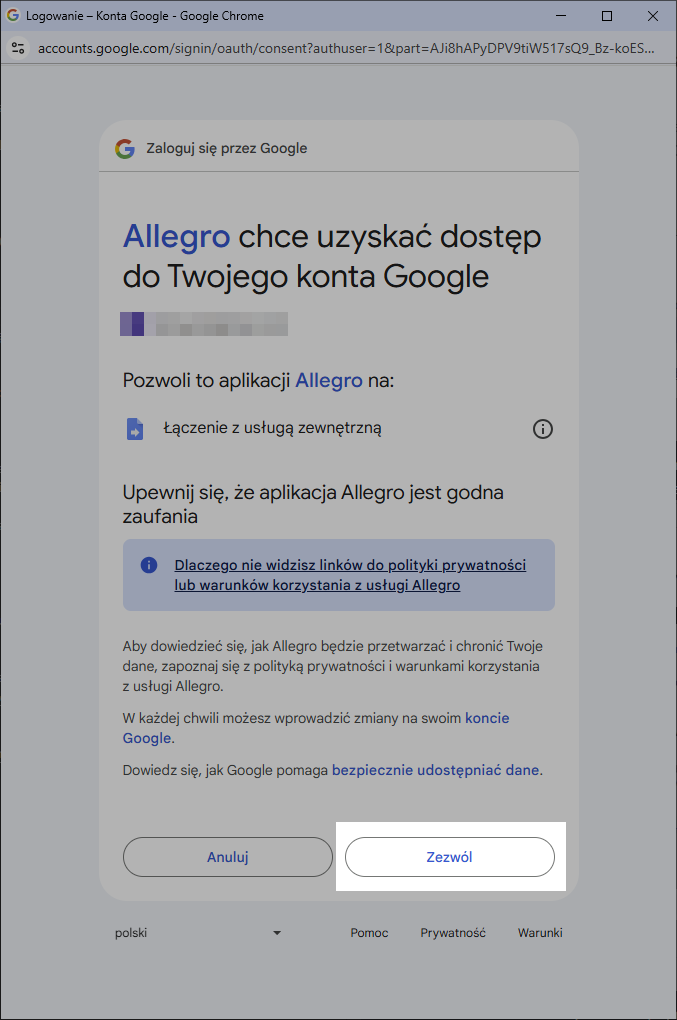 Logowanie – Konta Google - Google Chrome
accounts.google.com/signin/oauth/consent?authuser=1&part=AJi8hAPyDPV9tiW517sQ9_Bz-koES...
Zaloguj się przez Google
Allegro chce uzyskać dostęp
do Twojego konta Google
Pozwoli to aplikacji Allegro na:
Łączenie z usługą zewnętrzną
Upewnij się, że aplikacja Allegro jest godna
zaufania
Dlaczego nie widzisz linków do polityki prywatności
lub warunków korzystania z usługi Allegro
Aby dowiedzieć się, jak Allegro będzie przetwarzać i chronić Twoje
dane, zapoznaj się z polityką prywatności i warunkami korzystania
z usługi Allegro.
W każdej chwili możesz wprowadzić zmiany na swoim koncie
Google.
Dowiedz się, jak Google pomaga bezpiecznie udostępniać dane.
Anuluj
Zezwól
polski
Pomoc
Prywatność
Warunki